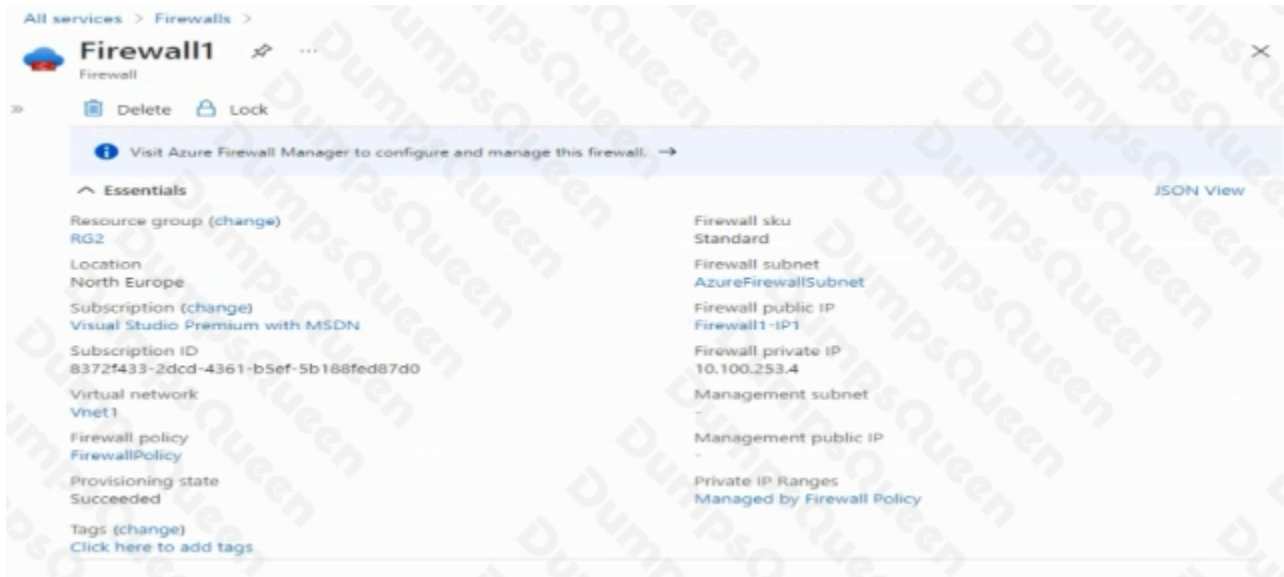 All services > Firewalls >
Firewall1
Firewall
Delete Lock
Visit Azure Firewall Manager to configure and manage this firewall. →
Essentials
JSON View
Resource group (change)
RG2
Location
North Europe
Subscription (change)
Visual Studio Premium with MSDN
Subscription ID
8372f433-2dcd-4361-b5ef-5b188fed87d0
Virtual network
Vnet1
Firewall policy
FirewallPolicy
Provisioning state
Succeeded
Tags (change)
Click here to add tags
Firewall sku
Standard
Firewall subnet
AzureFirewallSubnet
Firewall public IP
Firewall1-IP1
Firewall private IP
10.100.253.4
Management subnet
-
Management public IP
-
Private IP Ranges
Managed by Firewall Policy
DumpsQueen